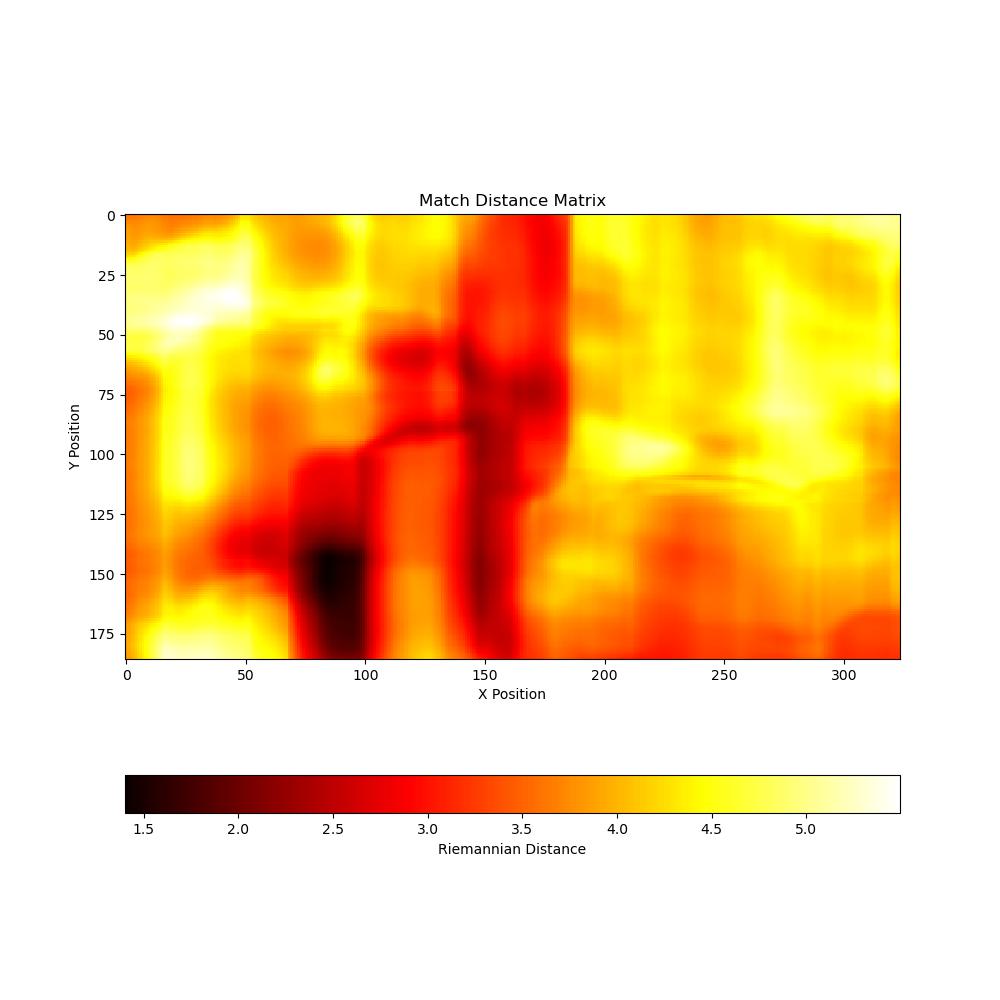 Match Distance Matrix
0
25
50
75
100
125
150
175
Y Position
0 50 100 150 200 250 300
X Position
1.5 2.0 2.5 3.0 3.5 4.0 4.5 5.0
Riemannian Distance